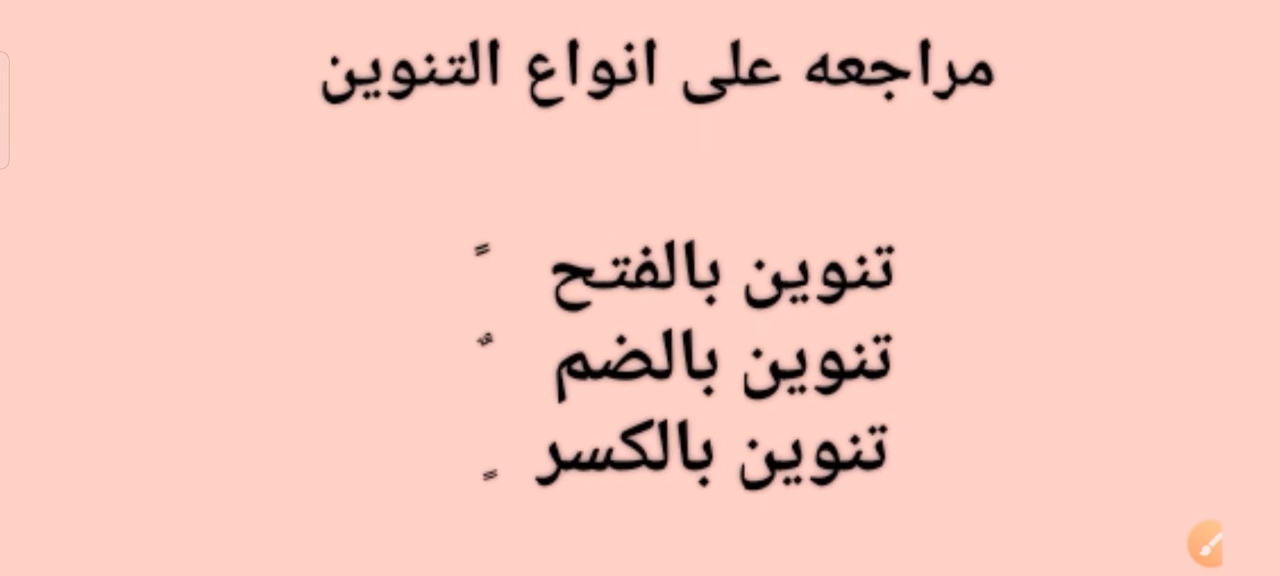 مراجعه على انواع التنوين
تنوين بالفتح ً
تنوين بالضم ٌ
تنوين بالكسر ٍ